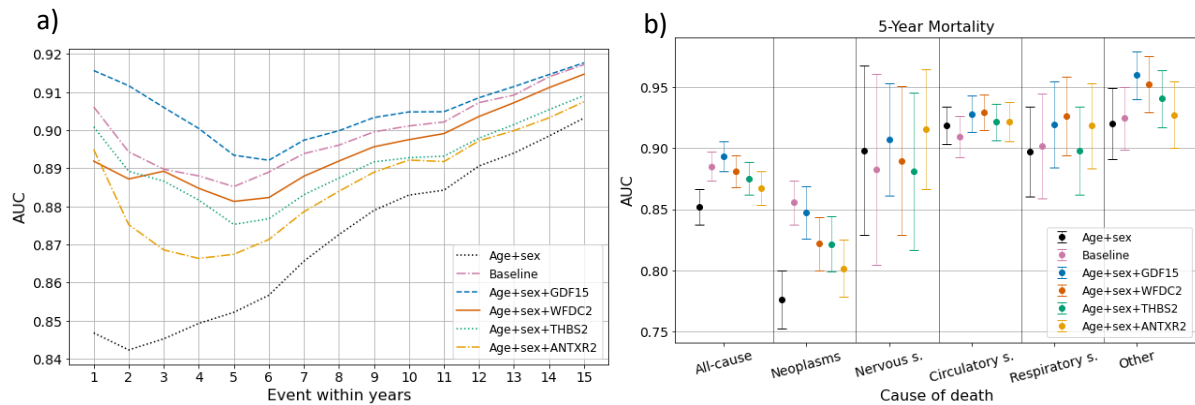 a)
0.92
0.91
0.90
0.89
0.88
0.87
0.86
0.85
0.84
AUC
1 2 3 4 5 6 7 8 9 10 11 12 13 14 15
Event within years
Age+sex
Baseline
Age+sex+GDF15
Age+sex+WFDC2
Age+sex+THBS2
Age+sex+ANTXR2
b)
5-Year Mortality
0.95
0.90
0.85
0.80
0.75
AUC
All-cause Neoplasms Nervous s. Circulatory s. Respiratory s. Other
Cause of death
Age+sex
Baseline
Age+sex+GDF15
Age+sex+WFDC2
Age+sex+THBS2
Age+sex+ANTXR2